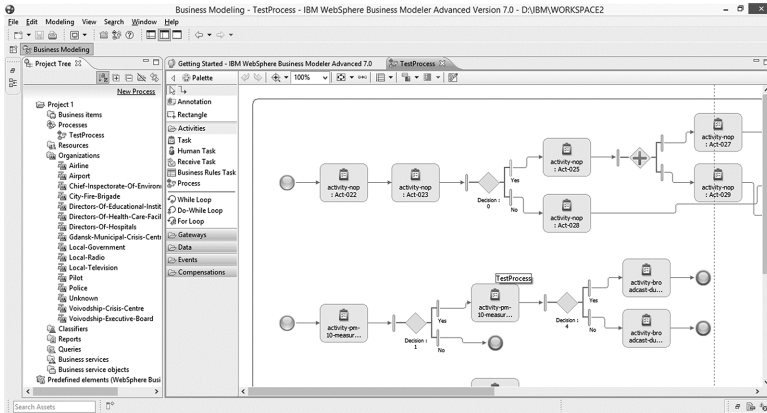 Business Modeling - TestProcess - IBM WebSphere Business Modeler Advanced Version 7.0 - D:\IBM\WORKSPACE2
File Edit Modeling View Search Window Help
Business Modeling
Project Tree
Getting Started - IBM WebSphere Business Modeler Advanced 7.0
TestProcess
New Process
Project 1
Business items
Processes
TestProcess
Resources
Organizations
Airline
Airport
Chief-Inspectorate-Of-Environ
City-Fire-Brigade
Directors-Of-Educational-Instit
Directors-Of-Health-Care-Facil
Directors-Of-Hospitals
Gdansk-Municipal-Crisis-Centr
Local-Government
Local-Radio
Local-Television
Pilot
Police
Unknown
Voivodship-Crisis-Centre
Voivodship-Executive-Board
Classifiers
Reports
Queries
Business services
Business service objects
Predefined elements (WebSphere Busi
Search Assets
Palette
Annotation
Rectangle
Activities
Task
Human Task
Receive Task
Business Rules Task
Process
While Loop
Do-While Loop
For Loop
Gateways
Data
Events
Compensations
100%
activity-nop
: Act-022
activity-nop
: Act-023
Decision :
0
Yes
No
activity-nop
: Act-025
activity-nop
: Act-028
activity-nop
: Act-027
activity-nop
: Act-029
activity-pm-
10-measur...
Decision :
1
Yes
No
TestProcess
activity-pm-
10-measur...
Decision :
4
Yes
No
activity-bro
adcast-du...
activity-bro
adcast-du...